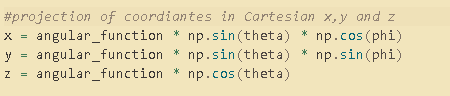 #projection of coordiantes in Cartesian x,y and z
x = angular_function * np.sin(theta) * np.cos(phi)
y = angular_function * np.sin(theta) * np.sin(phi)
z = angular_function * np.cos(theta)